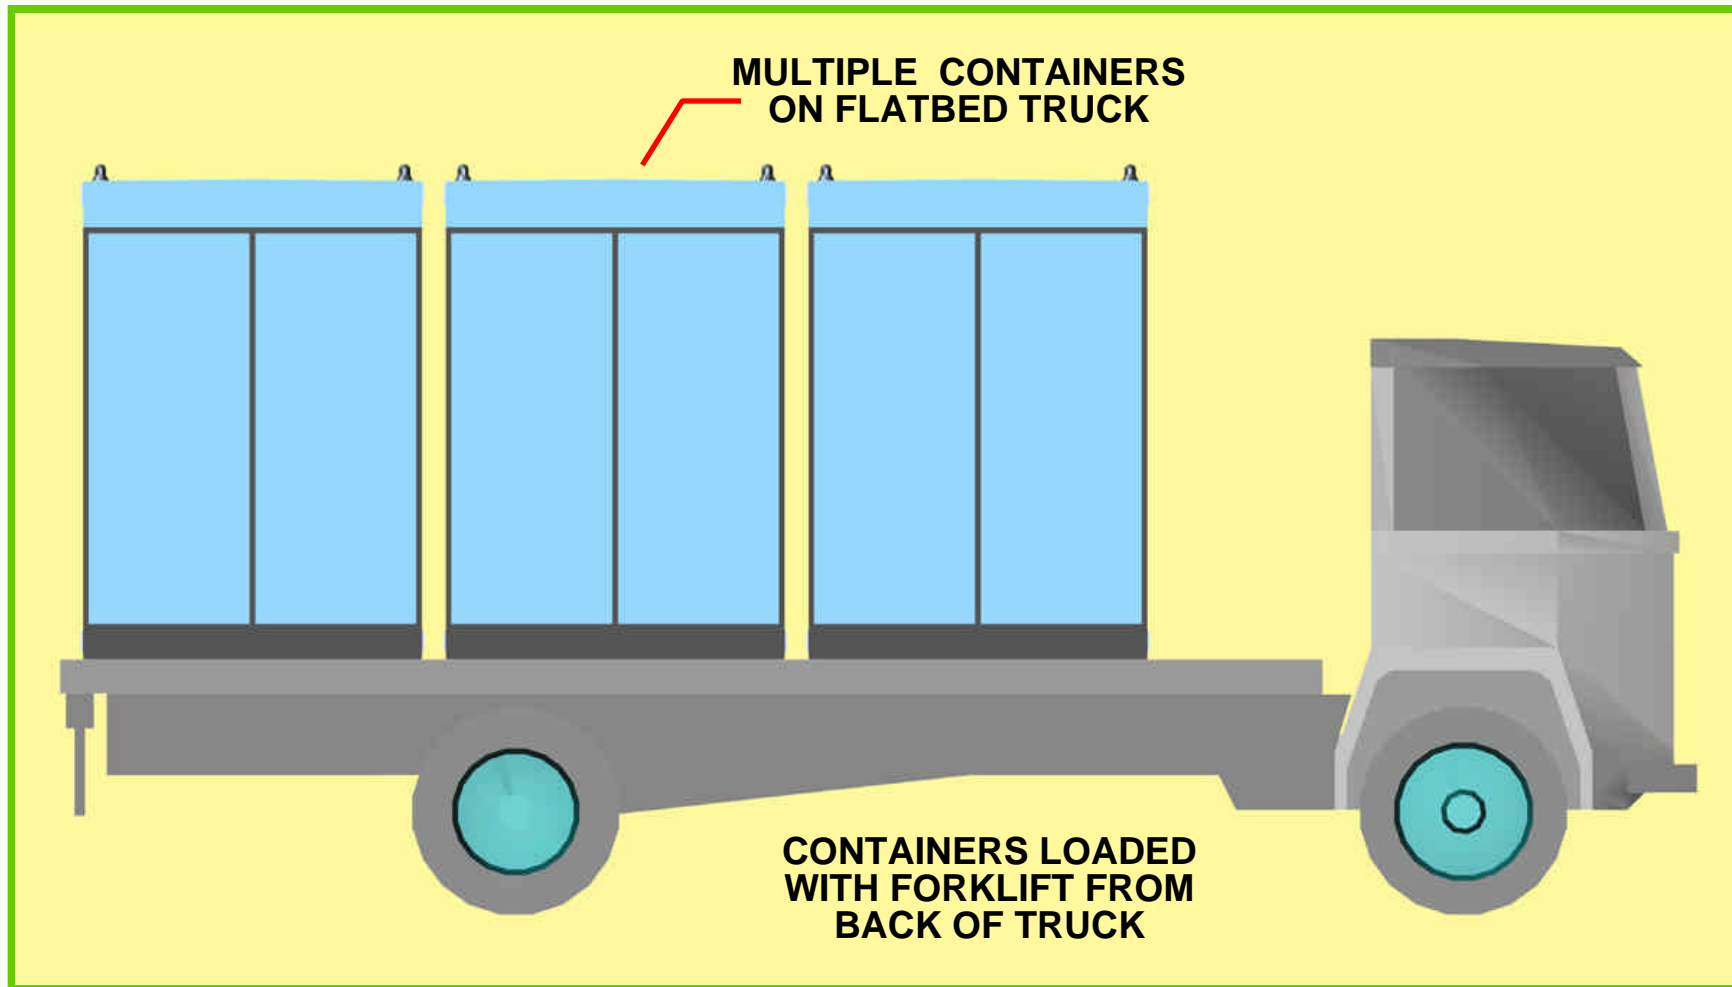 MULTIPLE CONTAINERS
ON FLATBED TRUCK
CONTAINERS LOADED
WITH FORKLIFT FROM
BACK OF TRUCK